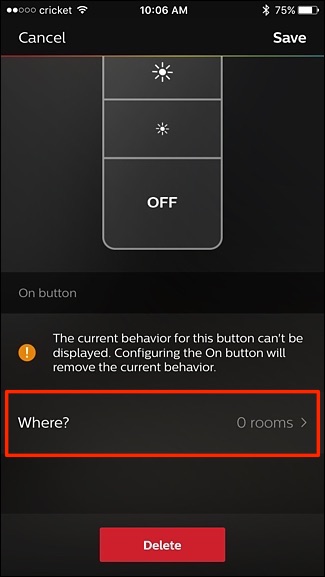 cricket 10:06 AM 75%
Cancel Save
OFF
On button
The current behavior for this button can't be
displayed. Configuring the On button will
remove the current behavior.
Where? 0 rooms
Delete